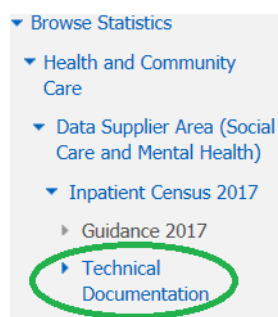 Browse Statistics
Health and Community
Care
Data Supplier Area (Social
Care and Mental Health)
Inpatient Census 2017
Guidance 2017
Technical
Documentation